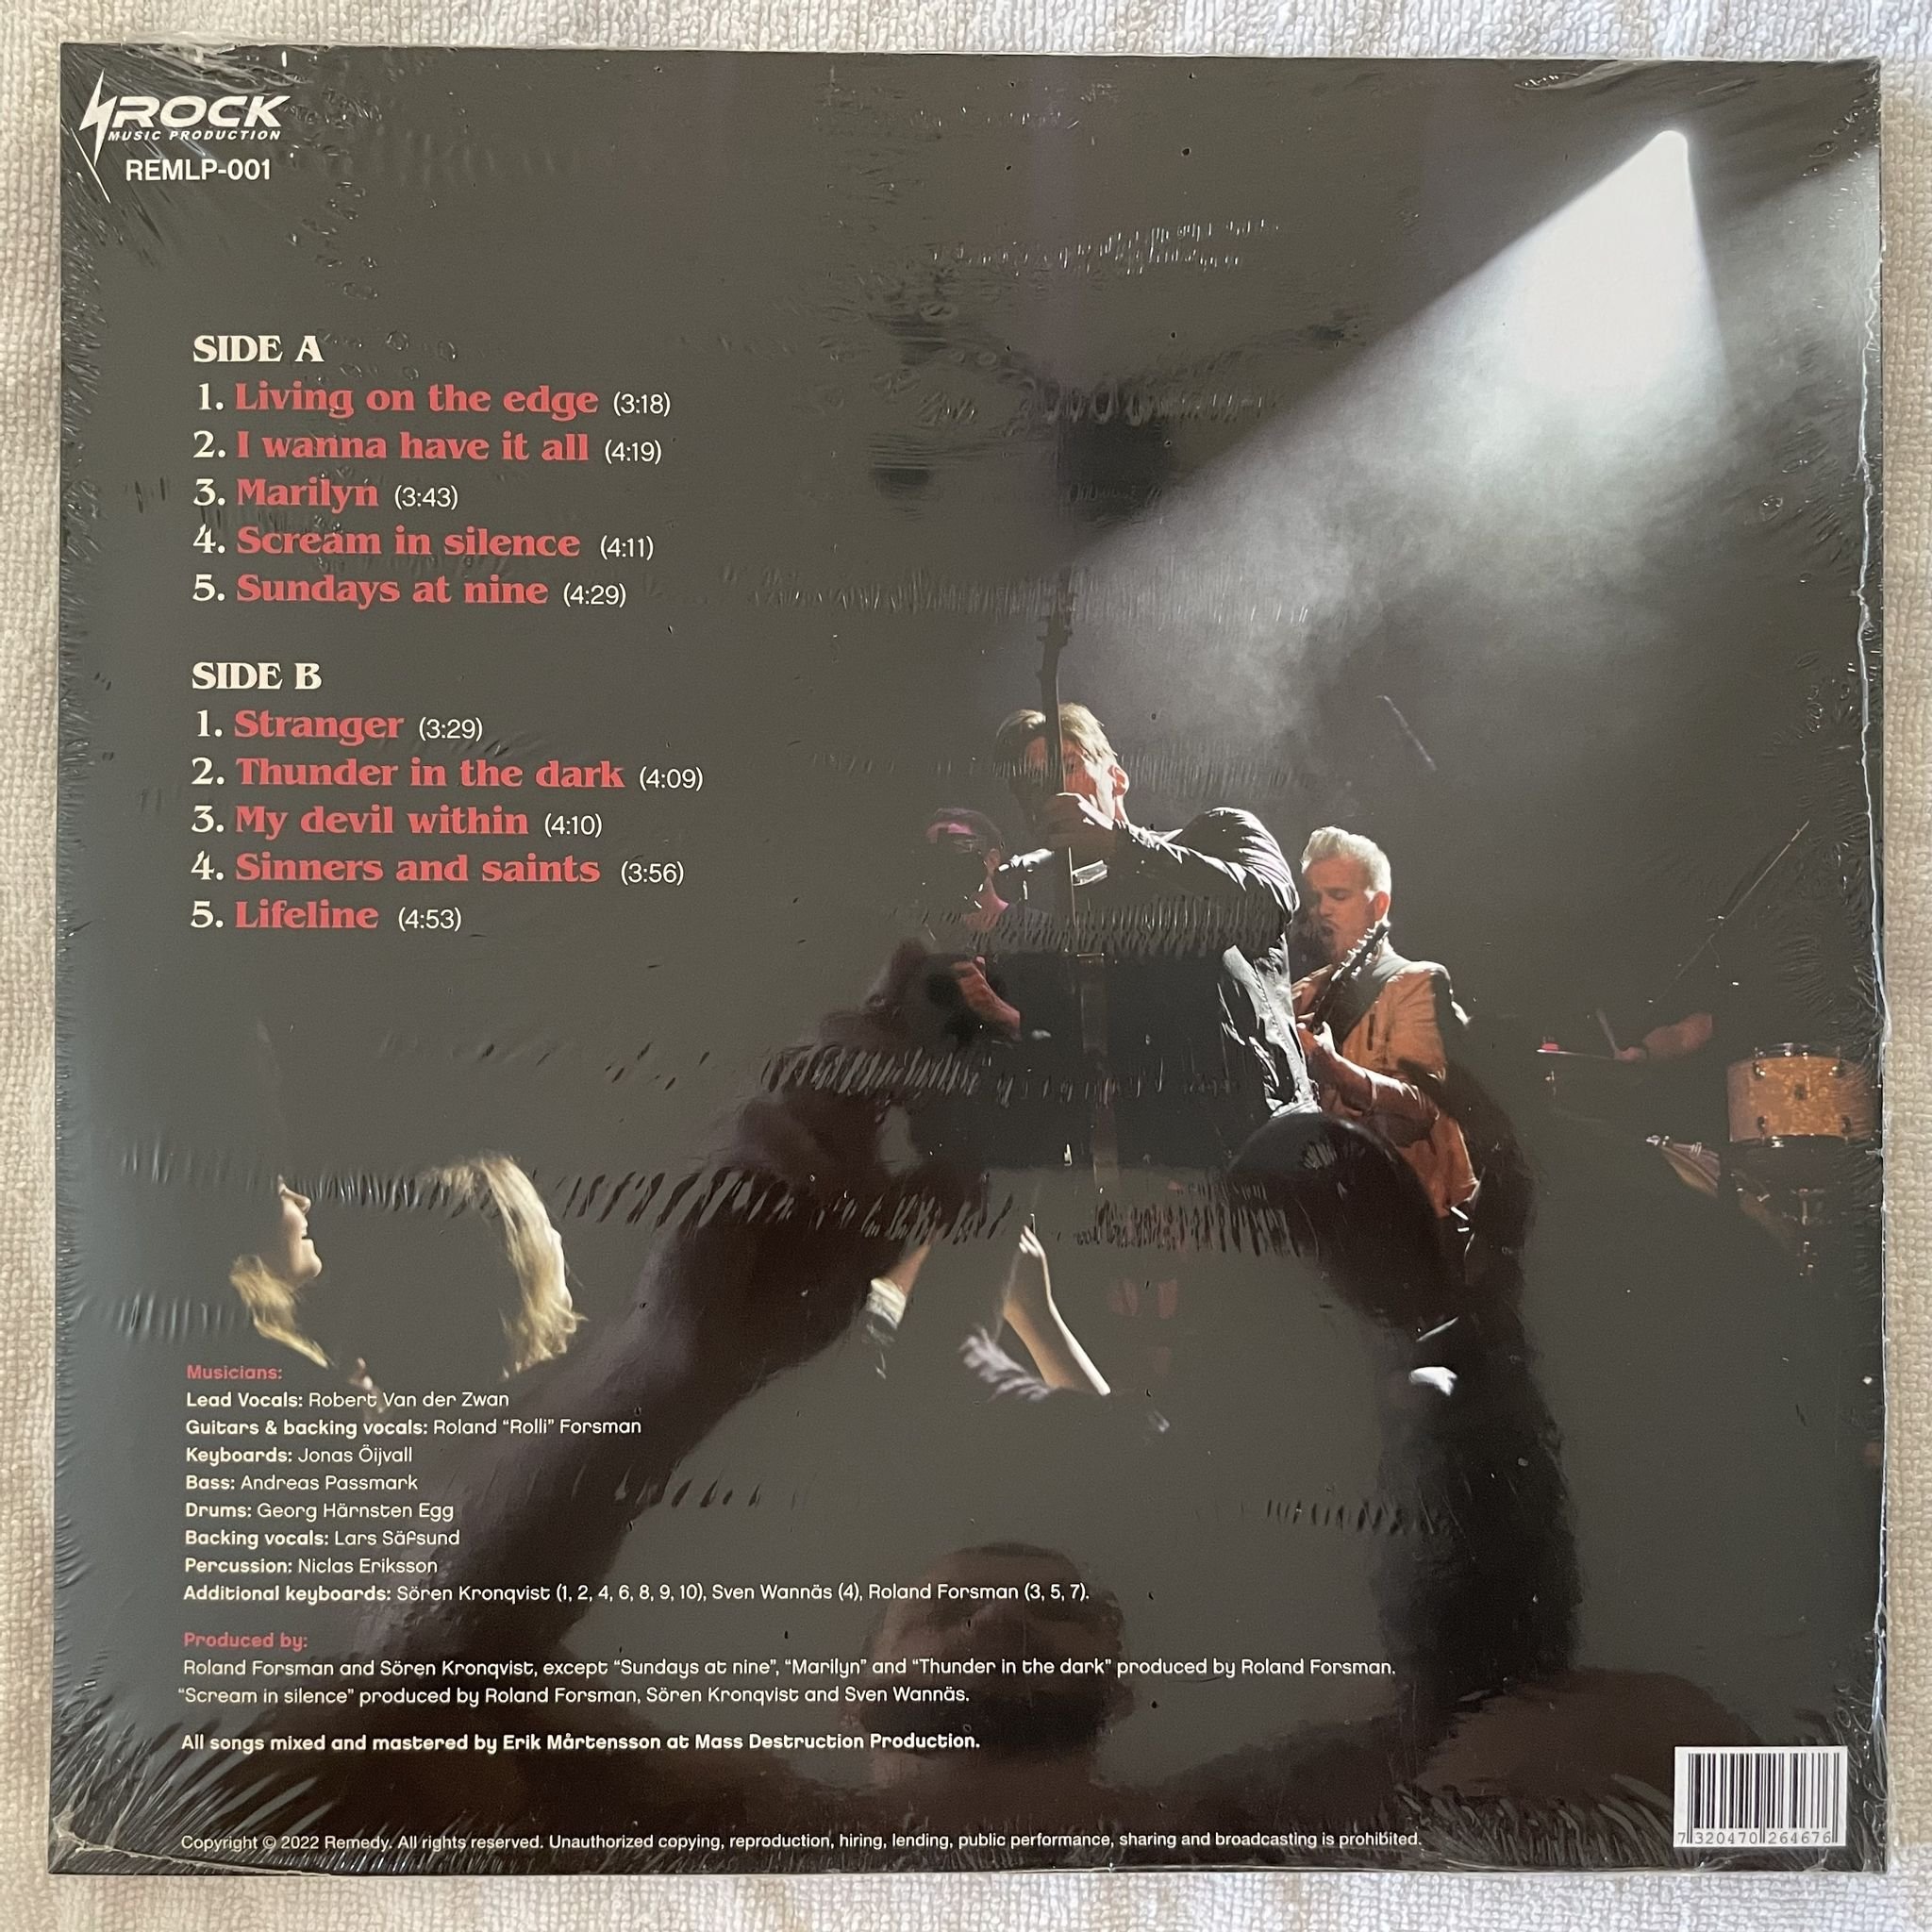 ROCK
MUSIC PRODUCTION
REMLP-001
SIDE A
1. Living on the edge (3:18)
2. I wanna have it all (4:19)
3. Marilyn (3:43)
4. Scream in silence (4:11)
5. Sundays at nine (4:29)
SIDE B
1. Stranger (3:29)
2. Thunder in the dark (4:09)
3. My devil within (4:10)
4. Sinners and saints (3:56)
5. Lifeline (4:53)
Musicians:
Lead Vocals: Robert Van der Zwan
Guitars & backing vocals: Roland “Rolli” Forsman
Keyboards: Jonas Öijvall
Bass: Andreas Passmark
Drums: Georg Härnsten Egg
Backing vocals: Lars Säfsund
Percussion: Niclas Eriksson
Additional keyboards: Sören Kronqvist (1, 2, 4, 6, 8, 9, 10), Sven Wannäs (4), Roland Forsman (3, 5, 7).
Produced by:
Roland Forsman and Sören Kronqvist, except “Sundays at nine”, “Marilyn” and “Thunder in the dark” produced by Roland Forsman.
“Scream in silence” produced by Roland Forsman, Sören Kronqvist and Sven Wannäs.
All songs mixed and mastered by Erik Mårtensson at Mass Destruction Production.
Copyright © 2022 Remedy. All rights reserved. Unauthorized copying, reproduction, hiring, lending, public performance, sharing and broadcasting is prohibited.
7 320470 264676